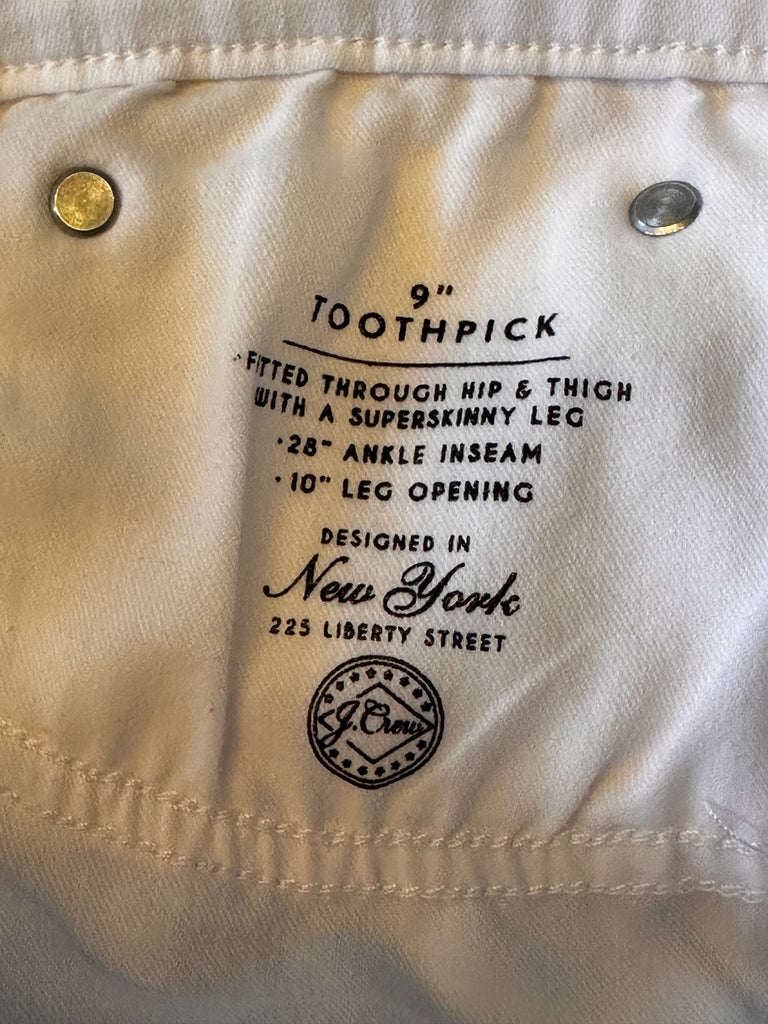 9"
TOOTHPICK
·FITTED THROUGH HIP & THIGH
WITH A SUPERSKINNY LEG
·28" ANKLE INSEAM
·10" LEG OPENING
DESIGNED IN
New York
225 LIBERTY STREET
J.Crew